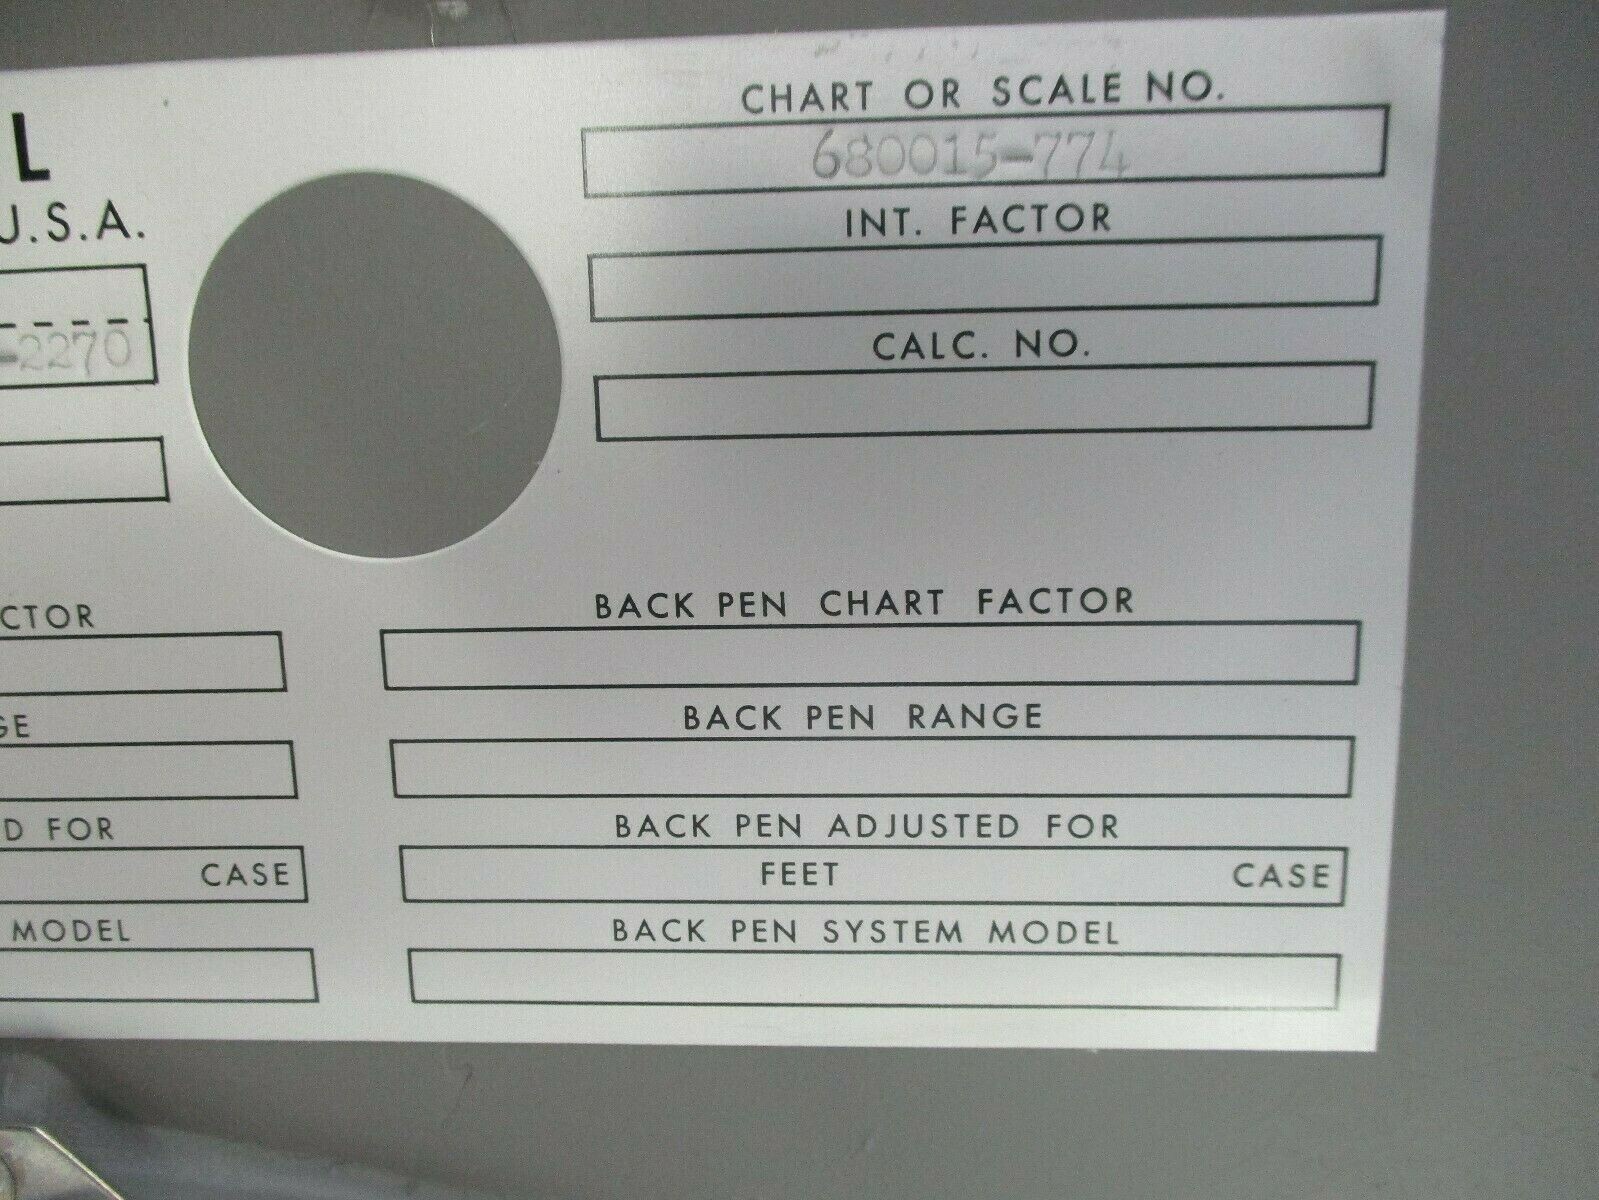 L
U.S.A.
-2270
CHART OR SCALE NO.
680015-774
INT. FACTOR
CALC. NO.
CTOR
BACK PEN CHART FACTOR
GE
BACK PEN RANGE
D FOR
BACK PEN ADJUSTED FOR
CASE
FEET CASE
MODEL
BACK PEN SYSTEM MODEL